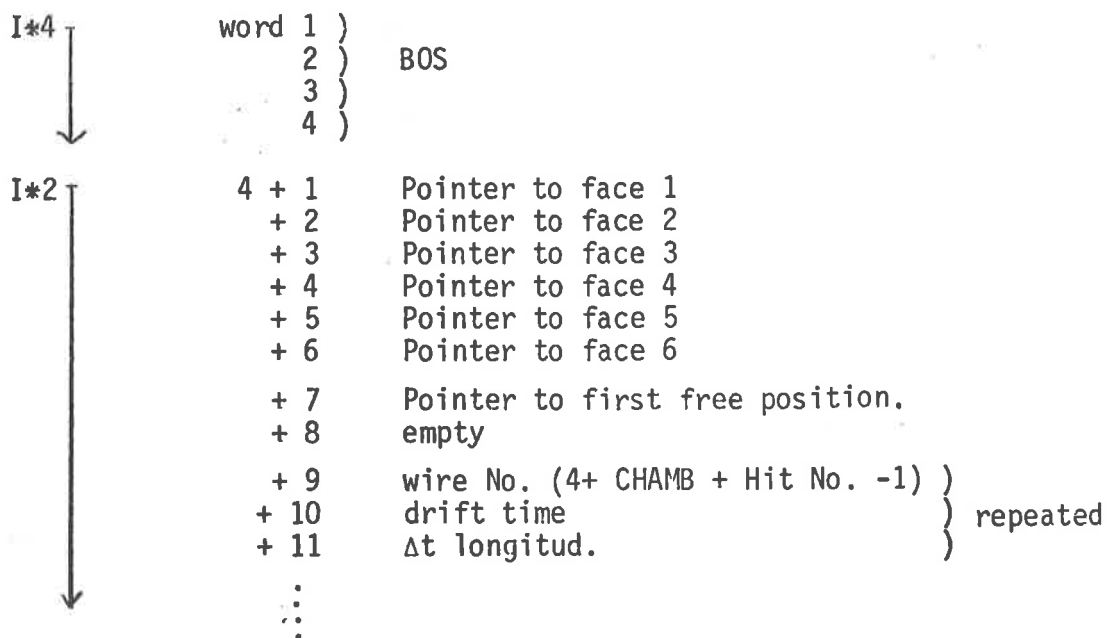 I*4 word 1 )
2 ) BOS
3 )
4 )
I*2 4 + 1 Pointer to face 1
+ 2 Pointer to face 2
+ 3 Pointer to face 3
+ 4 Pointer to face 4
+ 5 Pointer to face 5
+ 6 Pointer to face 6
+ 7 Pointer to first free position.
+ 8 empty
+ 9 wire No. (4+ CHAMB + Hit No. -1) )
+ 10 drift time ) repeated
+ 11 Δt longitud. )